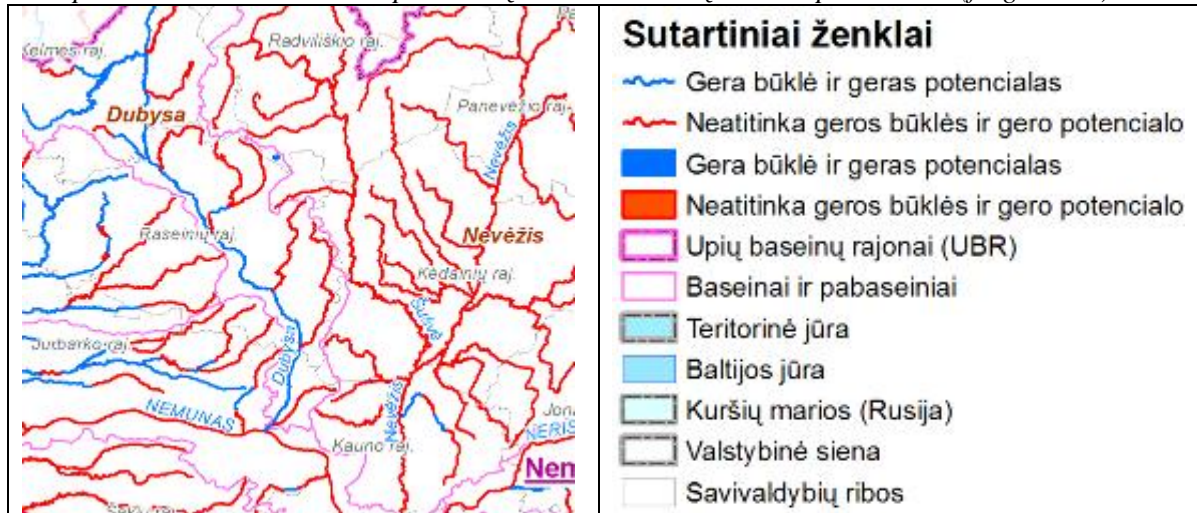 Kelmės raj.
Radviliškio raj.
Dubysa
Panevėžio raj.
Nevėžis
Raseinių raj.
Nevėžis
Kėdainių raj.
Šušvė
Jurbarko raj.
Dubysa
NEMUNAS
Nevėžis
Kauno raj.
NERIS
Nem
Sutartiniai ženklai
Gera būklė ir geras potencialas
Neatitinka geros būklės ir gero potencialo
Gera būklė ir geras potencialas
Neatitinka geros būklės ir gero potencialo
Upių baseinų rajonai (UBR)
Baseinai ir pabaseiniai
Teritorinė jūra
Baltijos jūra
Kuršių marios (Rusija)
Valstybinė siena
Savivaldybių ribos